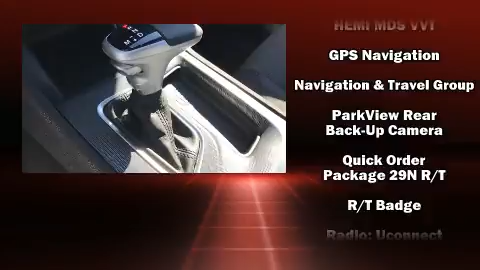 HEMI MDS VVT
GPS Navigation
Navigation & Travel Group
ParkView Rear
Back-Up Camera
Quick Order
Package 29N R/T
R/T Badge
Radio: Uconnect